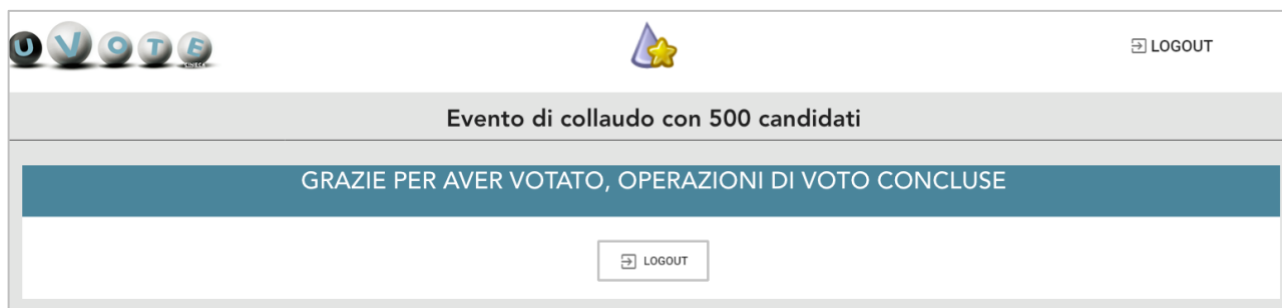 UVOTE
LOGOUT
Evento di collaudo con 500 candidati
GRAZIE PER AVER VOTATO, OPERAZIONI DI VOTO CONCLUSE
LOGOUT